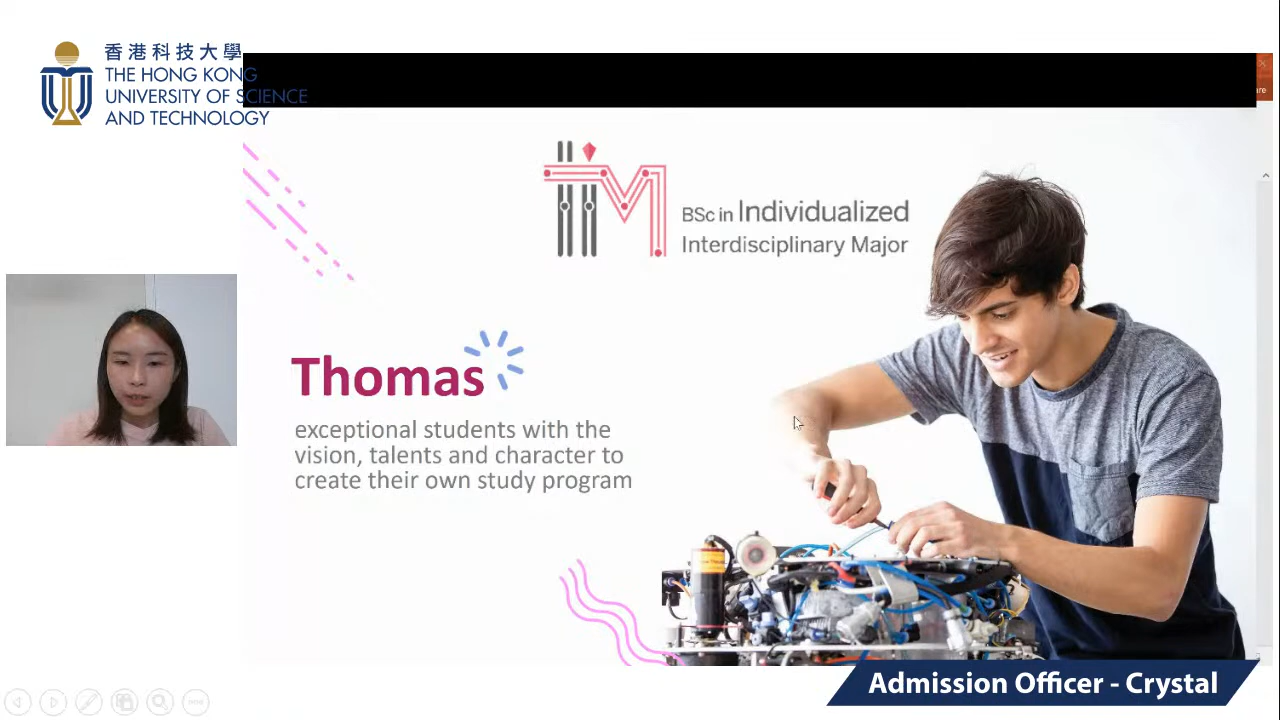 香港科技大學
THE HONG KONG
UNIVERSITY OF SCIENCE
AND TECHNOLOGY
BSc in Individualized
Interdisciplinary Major
Thomas
exceptional students with the
vision, talents and character to
create their own study program
Admission Officer - Crystal